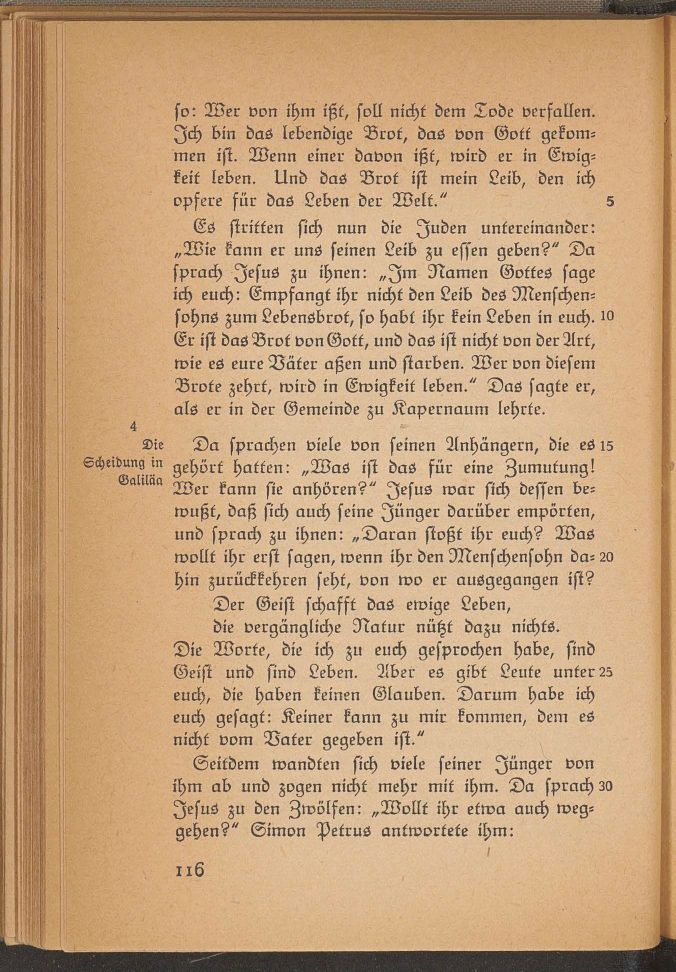 so: Wer von ihm ißt, soll nicht dem Tode verfallen.
Ich bin das lebendige Brot, das von Gott gekom-
men ist. Wenn einer davon ißt, wird er in Ewig-
keit leben. Und das Brot ist mein Leib, den ich
opfere für das Leben der Welt.“ 5
Es stritten sich nun die Juden untereinander:
„Wie kann er uns seinen Leib zu essen geben?“ Da
sprach Jesus zu ihnen: „Im Namen Gottes sage
ich euch: Empfangt ihr nicht den Leib des Menschen-
sohns zum Lebensbrot, so habt ihr kein Leben in euch. 10
Er ist das Brot von Gott, und das ist nicht von der Art,
wie es eure Väter aßen und starben. Wer von diesem
Brote zehrt, wird in Ewigkeit leben.“ Das sagte er,
als er in der Gemeinde zu Kapernaum lehrte.
4
Die
Scheidung in
Galiläa
Da sprachen viele von seinen Anhängern, die es 15
gehört hatten: „Was ist das für eine Zumutung!
Wer kann sie anhören?“ Jesus war sich dessen be-
wußt, daß sich auch seine Jünger darüber empörten,
und sprach zu ihnen: „Daran stoßt ihr euch? Was
wollt ihr erst sagen, wenn ihr den Menschensohn da- 20
hin zurückkehren seht, von wo er ausgegangen ist?
Der Geist schafft das ewige Leben,
die vergängliche Natur nützt dazu nichts.
Die Worte, die ich zu euch gesprochen habe, sind
Geist und sind Leben. Aber es gibt Leute unter 25
euch, die haben keinen Glauben. Darum habe ich
euch gesagt: Keiner kann zu mir kommen, dem es
nicht vom Vater gegeben ist.“
Seitdem wandten sich viele seiner Jünger von
ihm ab und zogen nicht mehr mit ihm. Da sprach 30
Jesus zu den Zwölfen: „Wollt ihr etwa auch weg-
gehen?“ Simon Petrus antwortete ihm:
116